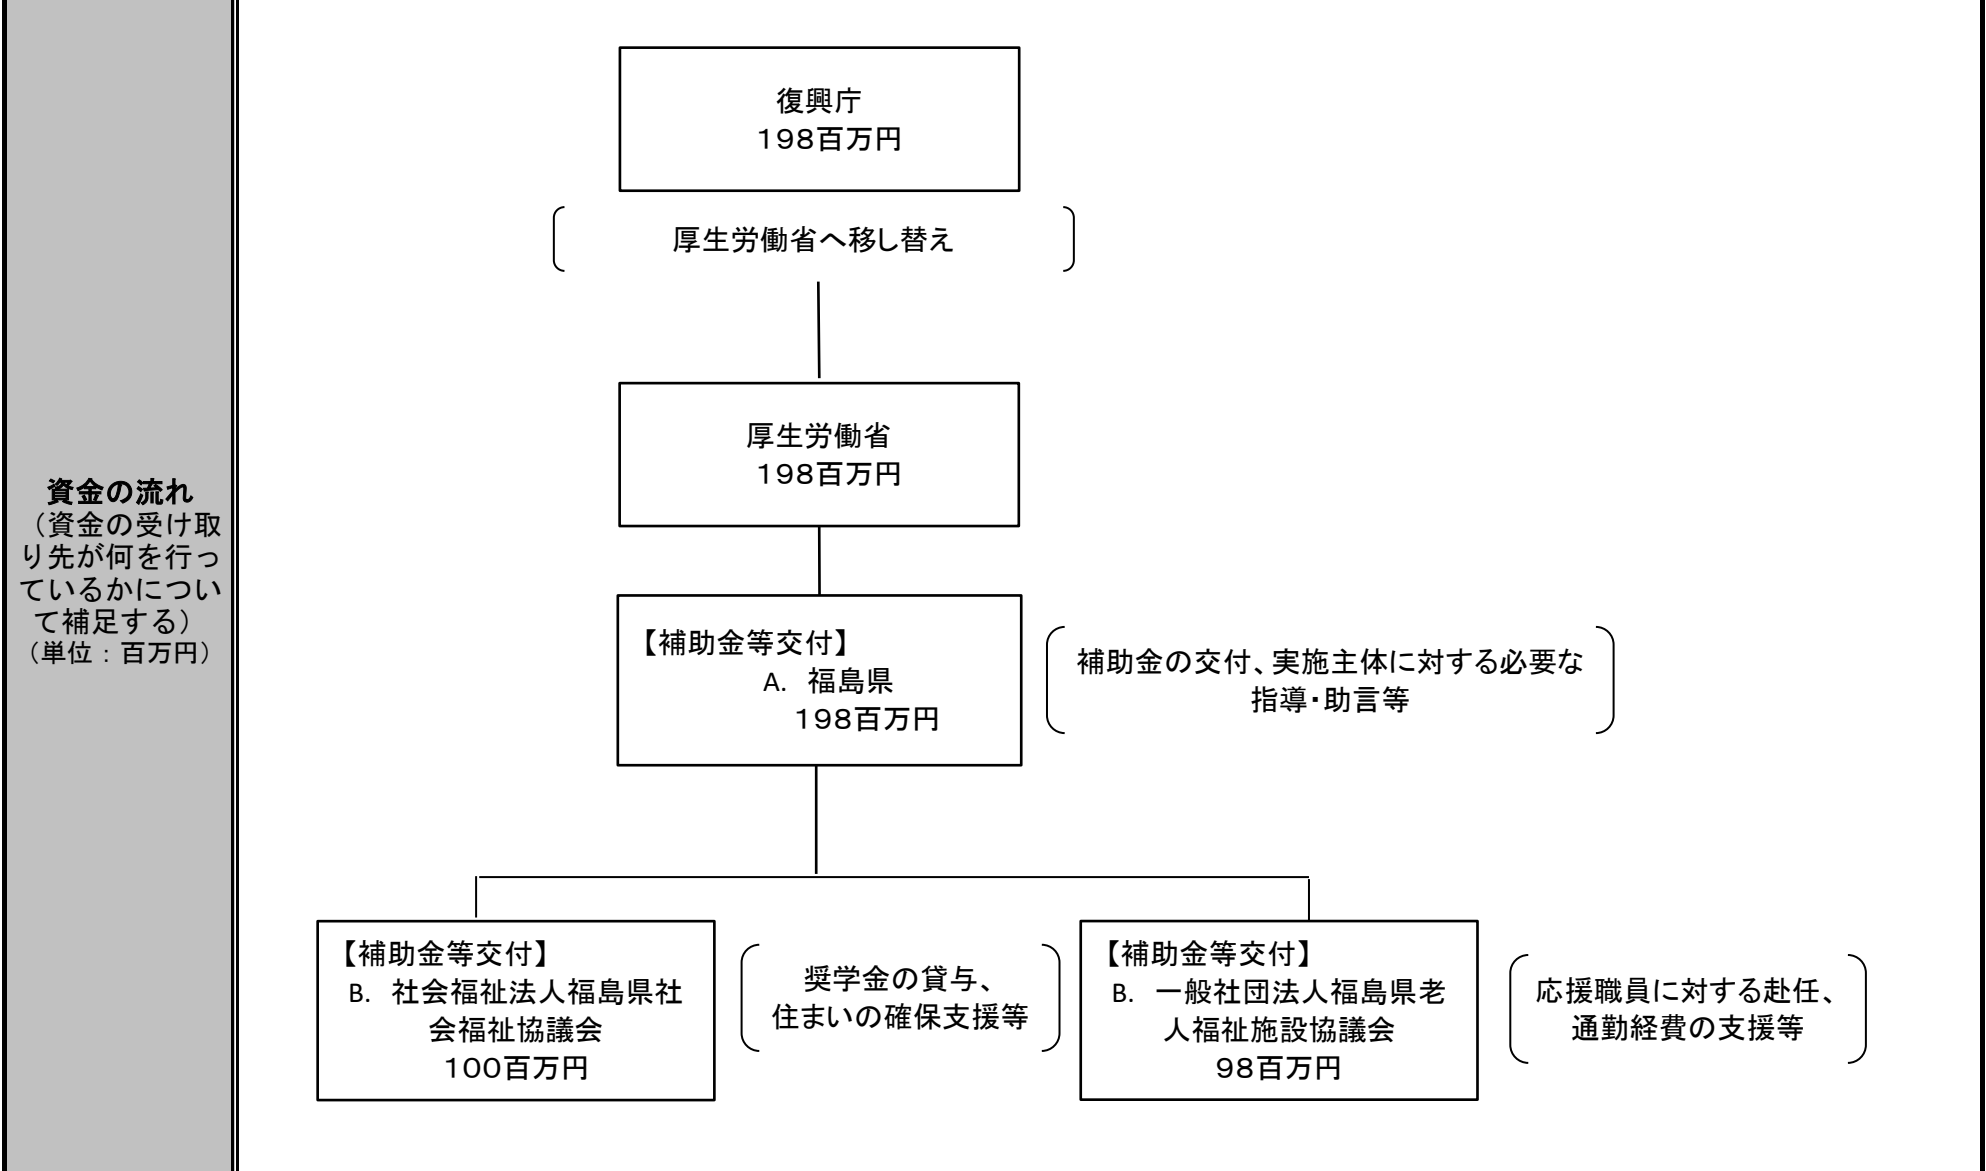 資金の流れ
（資金の受け取
り先が何を行っ
ているかについ
て補足する）
（単位：百万円）
復興庁
１９８百万円
厚生労働省へ移し替え
厚生労働省
１９８百万円
【補助金等交付】
A. 福島県
１９８百万円
補助金の交付、実施主体に対する必要な
指導・助言等
【補助金等交付】
B. 社会福祉法人福島県社
会福祉協議会
１００百万円
奨学金の貸与、
住まいの確保支援等
【補助金等交付】
B. 一般社団法人福島県老
人福祉施設協議会
９８百万円
応援職員に対する赴任、
通勤経費の支援等